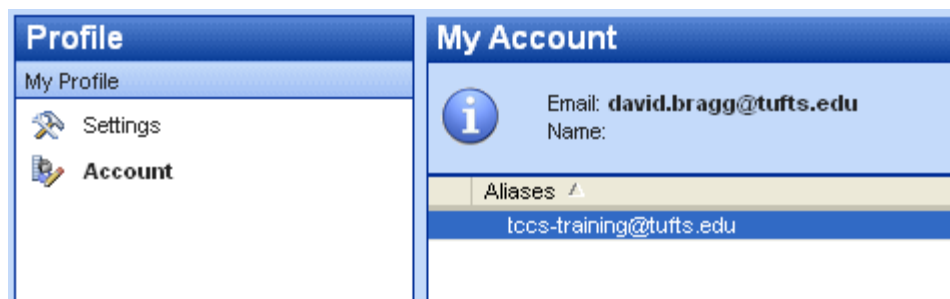 Profile
My Profile
Settings
Account
My Account
Email: david.bragg@tufts.edu
Name:
Aliases
tccs-training@tufts.edu